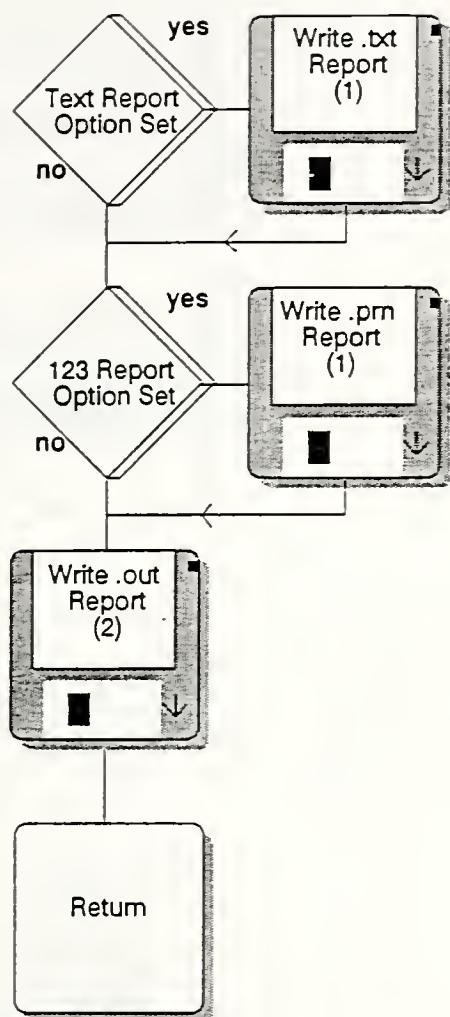 yes
Write .txt
Report
(1)
Text Report
Option Set
no
yes
Write .prn
Report
(1)
123 Report
Option Set
no
Write .out
Report
(2)
Return